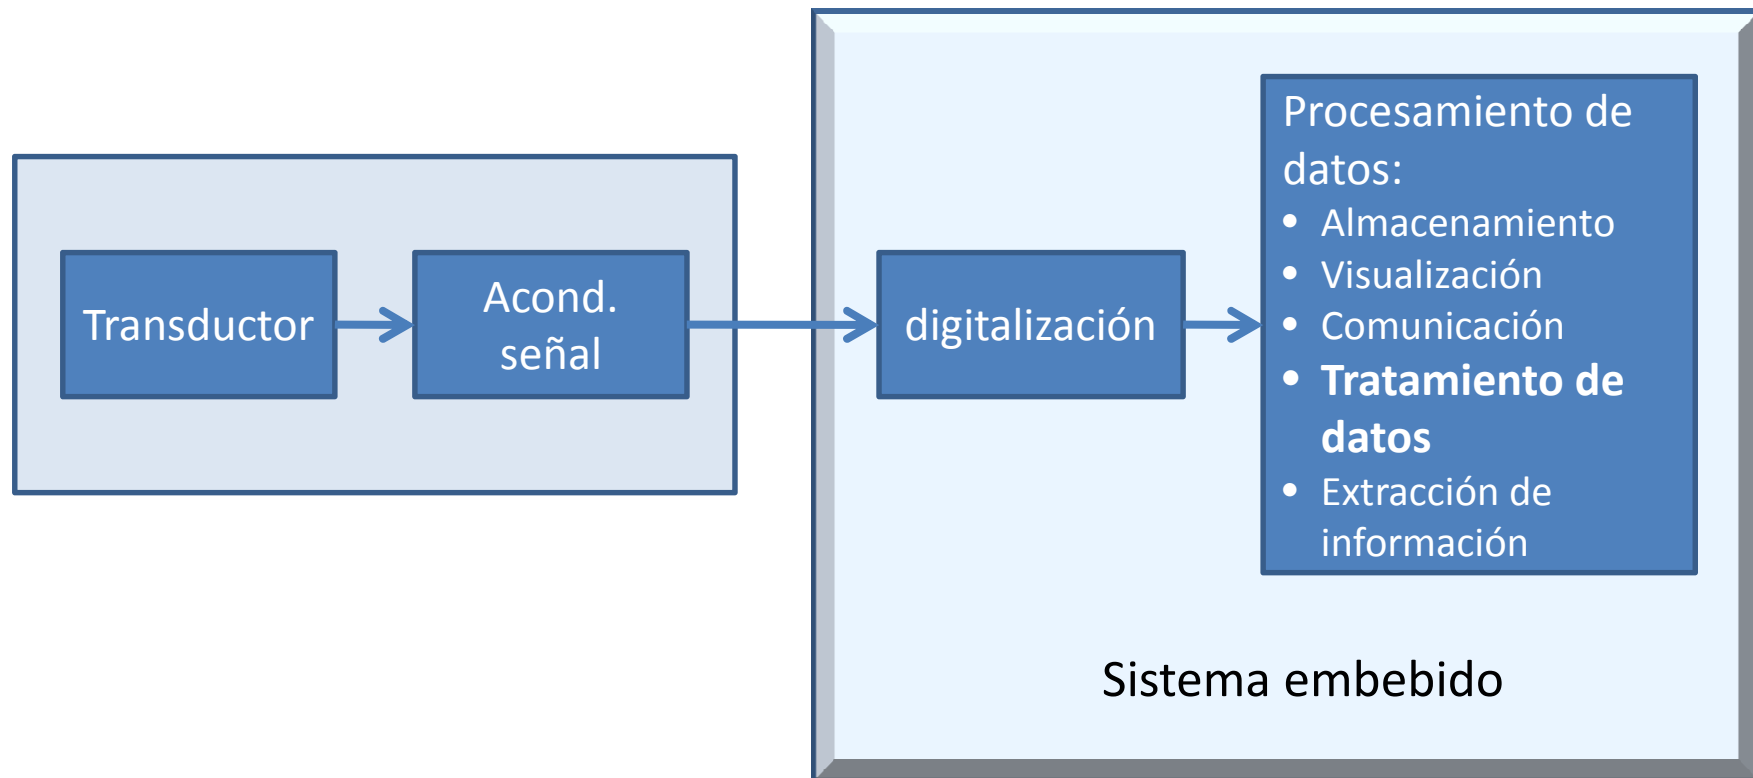 Transductor
Acond.
señal
digitalización
Procesamiento de
datos:
• Almacenamiento
• Visualización
• Comunicación
• Tratamiento de
datos
• Extracción de
información
Sistema embebido